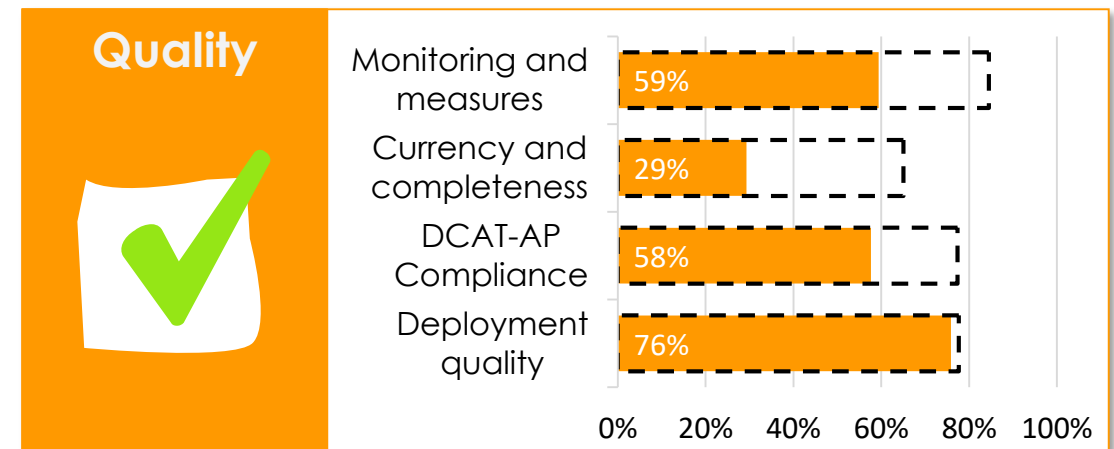 Quality
Monitoring and
measures
59%
Currency and
completeness
29%
DCAT-AP
Compliance
58%
Deployment
quality
76%
0% 20% 40% 60% 80% 100%